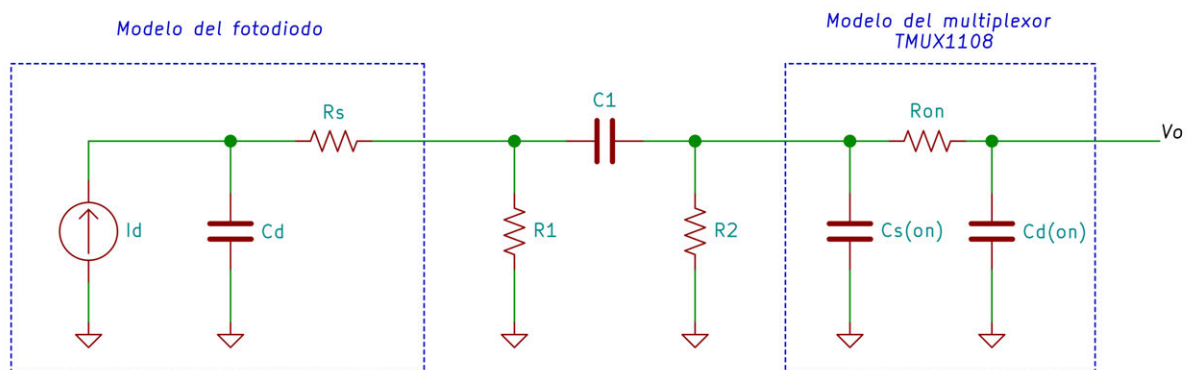 Modelo del fotodiodo
Modelo del multiplexor
TMUX1108
Rs
C1
Ron
Vo
Id
Cd
R1
R2
Cs(on)
Cd(on)